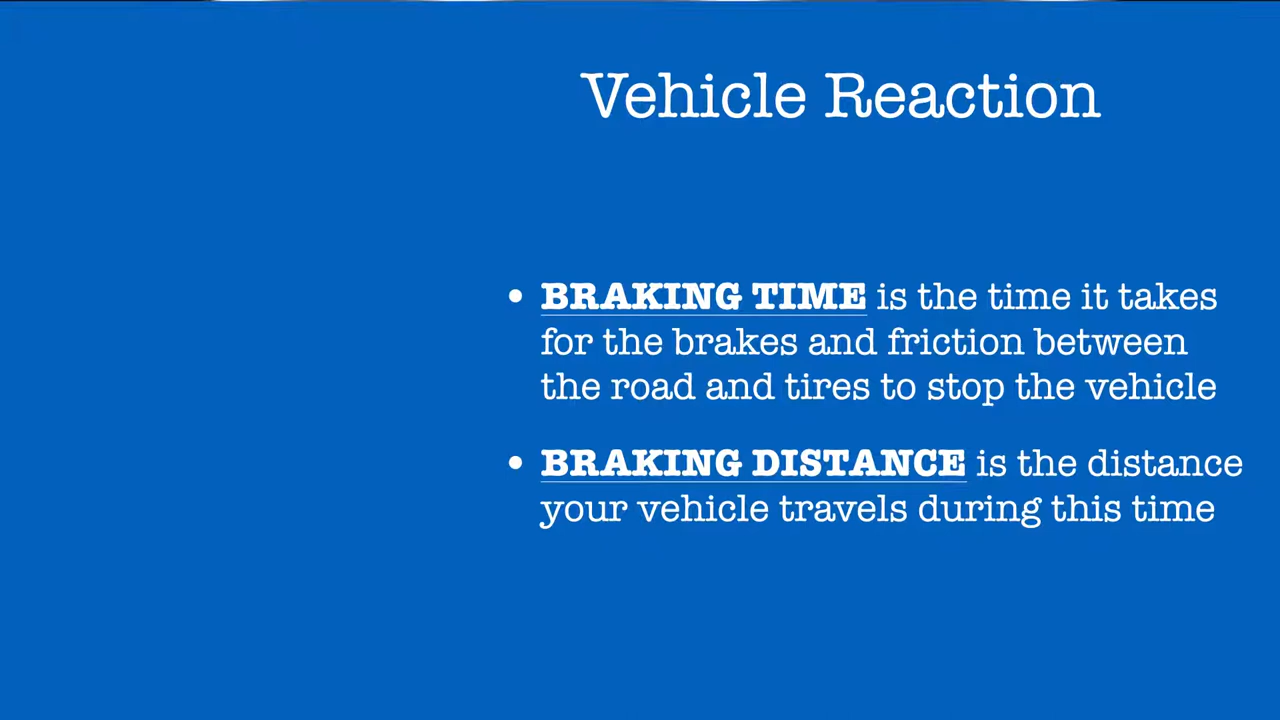 Vehicle Reaction
• BRAKING TIME is the time it takes
for the brakes and friction between
the road and tires to stop the vehicle
• BRAKING DISTANCE is the distance
your vehicle travels during this time